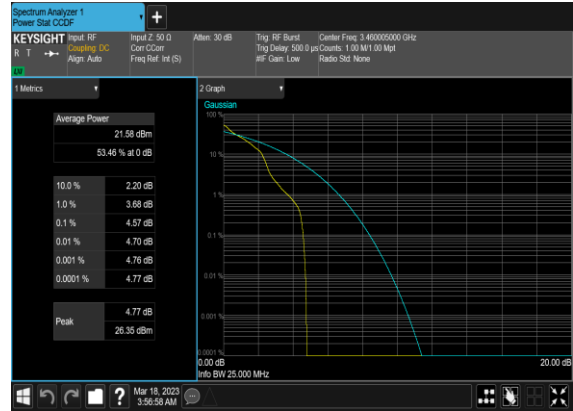 Spectrum Analyzer 1
Power Stat CCDF
KEYSIGHT Input: RF Input Z: 50 Ω Atten: 30 dB Trig: RF Burst Center Freq: 3.460005000 GHz
R T Coupling: DC Corr CCorr Trig Delay: 500.0 µs Counts: 1.00 M/1.00 Mpt
Align: Auto Freq Ref: Int (S) #IF Gain: Low Radio Std: None
LM
1 Metrics
Average Power
21.58 dBm
53.46 % at 0 dB
10.0 % 2.20 dB
1.0 % 3.68 dB
0.1 % 4.57 dB
0.01 % 4.70 dB
0.001 % 4.76 dB
0.0001 % 4.77 dB
Peak 4.77 dB
26.35 dBm
2 Graph
Gaussian
100 %
10 %
1 %
0.1 %
0.01 %
0.001 %
0.0001 %
0.00 dB 20.00 dB
Info BW 25.000 MHz
? Mar 18, 2023
3:56:58 AM